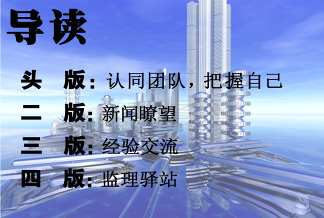 导读
头 版：认同团队，把握自己
二 版：新闻瞭望
三 版：经验交流
四 版：监理驿站